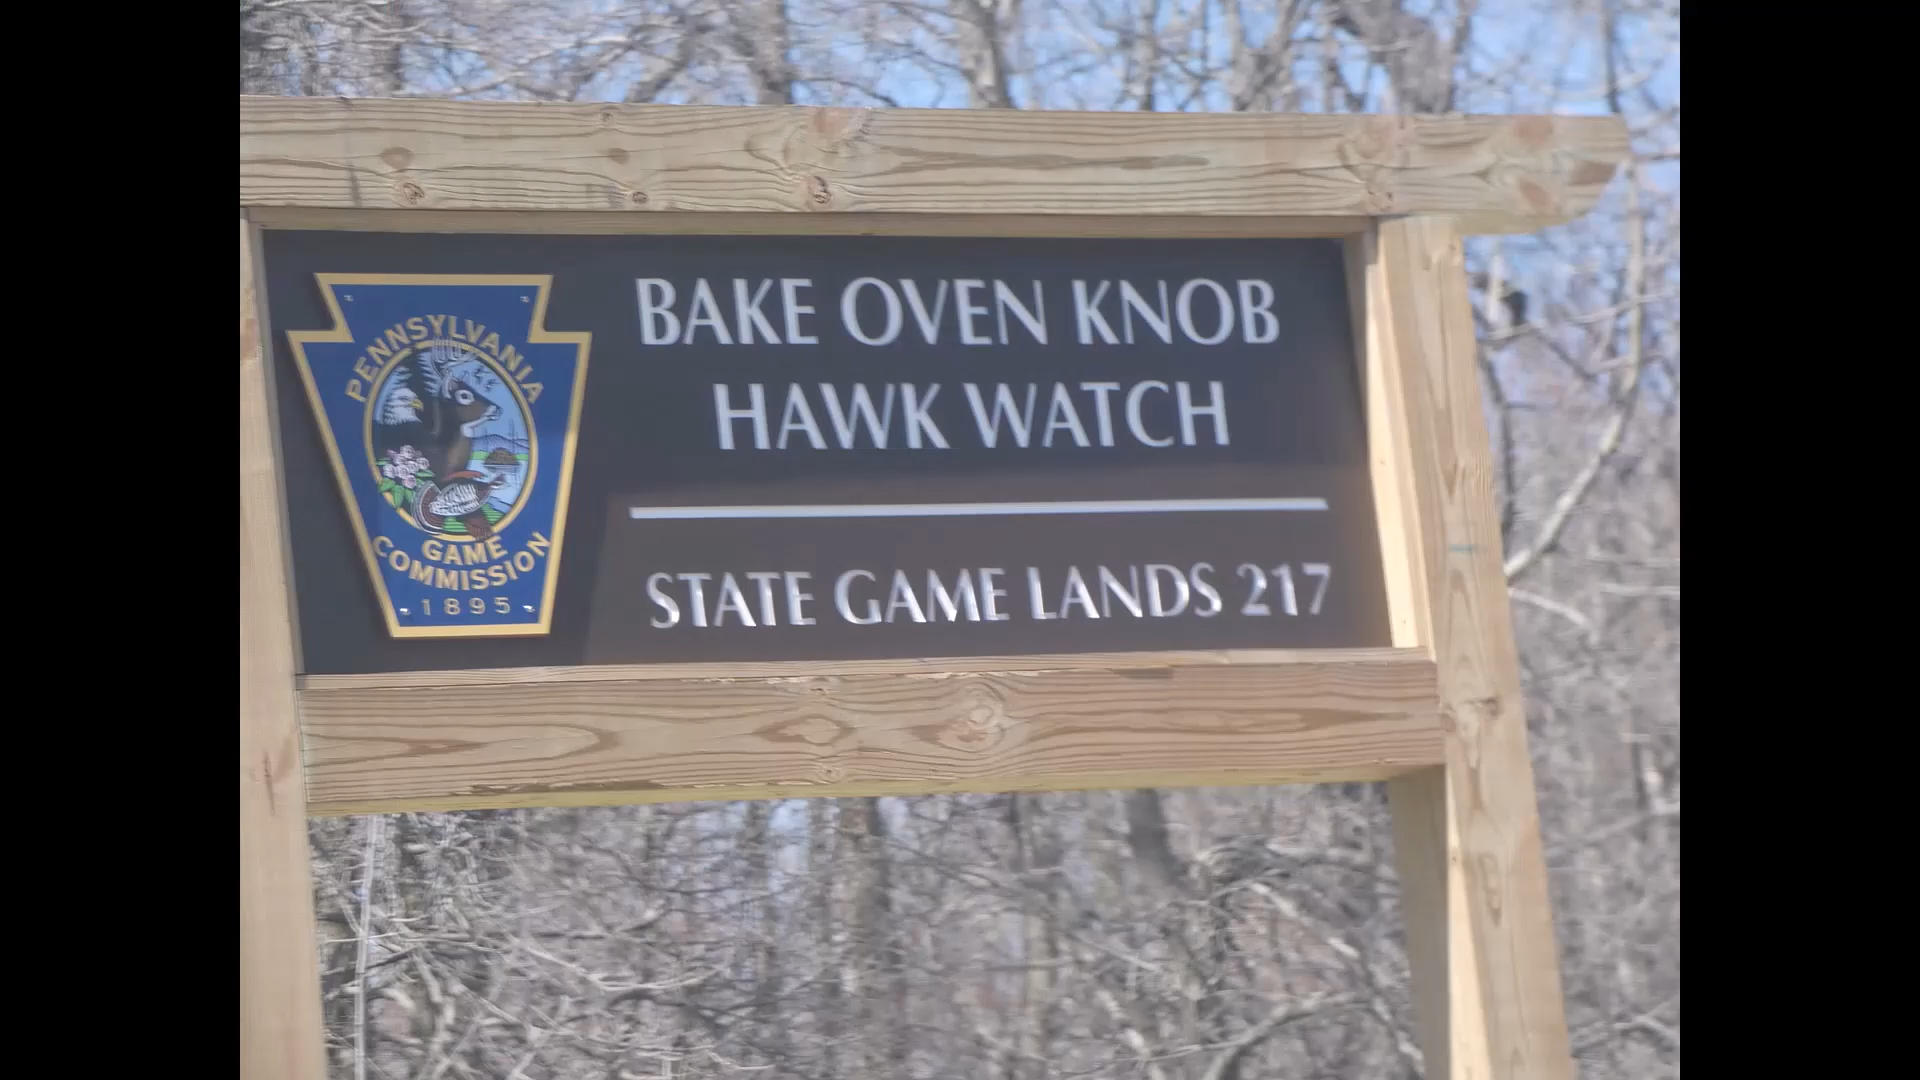 BAKE OVEN KNOB
HAWK WATCH
STATE GAME LANDS 217
PENNSYLVANIA
GAME
COMMISSION
1895